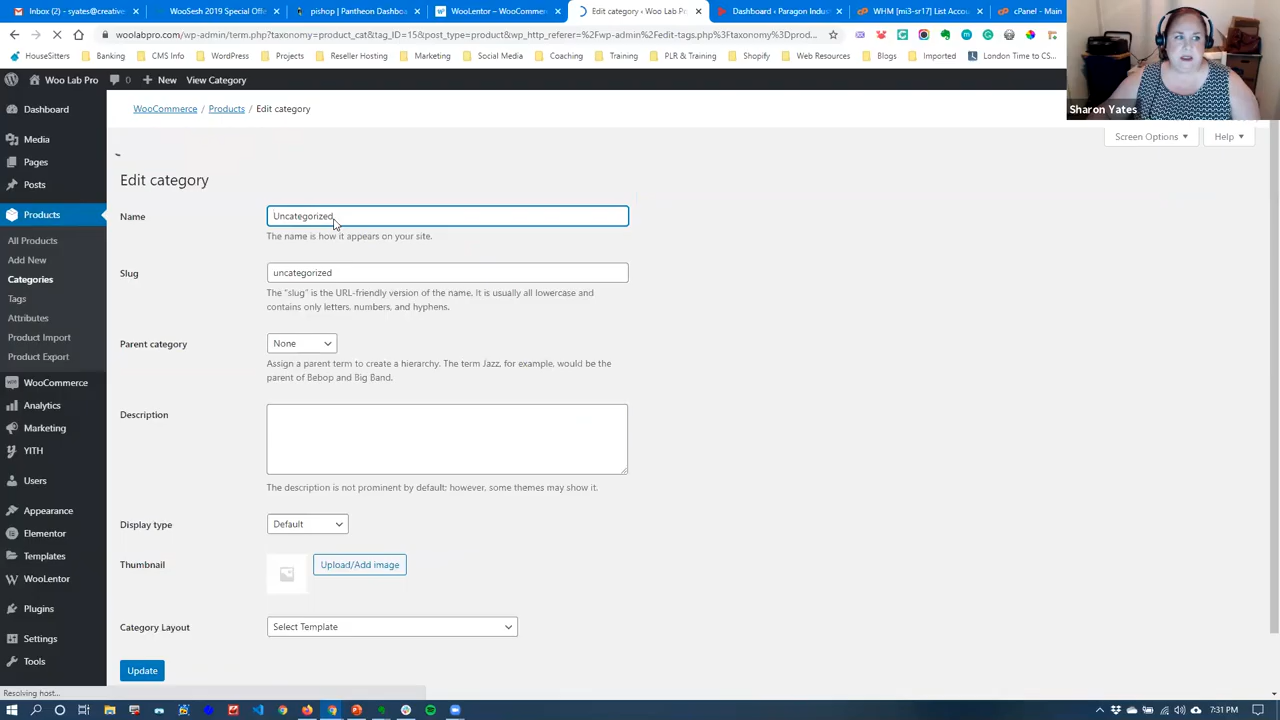 Inbox (2) - syates@creative
WooSesh 2019 Special Offe
pishop | Pantheon Dashboa
WooLentor – WooCommerc
Edit category ‹ Woo Lab Pr
Dashboard ‹ Paragon Indus
WHM [mi3-sr17] List Accou
cPanel - Main
woolabpro.com/wp-admin/term.php?taxonomy=product_cat&tag_ID=15&post_type=product&wp_http_referer=%2Fwp-admin%2Fedit-tags.php%3Ftaxonomy%3Dprod...
HouseSitters
Banking
CMS Info
WordPress
Projects
Reseller Hosting
Marketing
Social Media
Coaching
Training
PLR & Training
Shopify
Web Resources
Blogs
Imported
London Time to CS...
Woo Lab Pro
0
New
View Category
Sharon Yates
Dashboard
Media
Pages
Posts
Products
All Products
Add New
Categories
Tags
Attributes
Product Import
Product Export
WooCommerce
Analytics
Marketing
YITH
Users
Appearance
Elementor
Templates
WooLentor
Plugins
Settings
Tools
WooCommerce / Products / Edit category
Screen Options
Help
Edit category
Name
Uncategorized
The name is how it appears on your site.
Slug
uncategorized
The “slug” is the URL-friendly version of the name. It is usually all lowercase and
contains only letters, numbers, and hyphens.
Parent category
None
Assign a parent term to create a hierarchy. The term Jazz, for example, would be the
parent of Bebop and Big Band.
Description
The description is not prominent by default; however, some themes may show it.
Display type
Default
Thumbnail
Upload/Add image
Category Layout
Select Template
Update
Resolving host...
7:31 PM